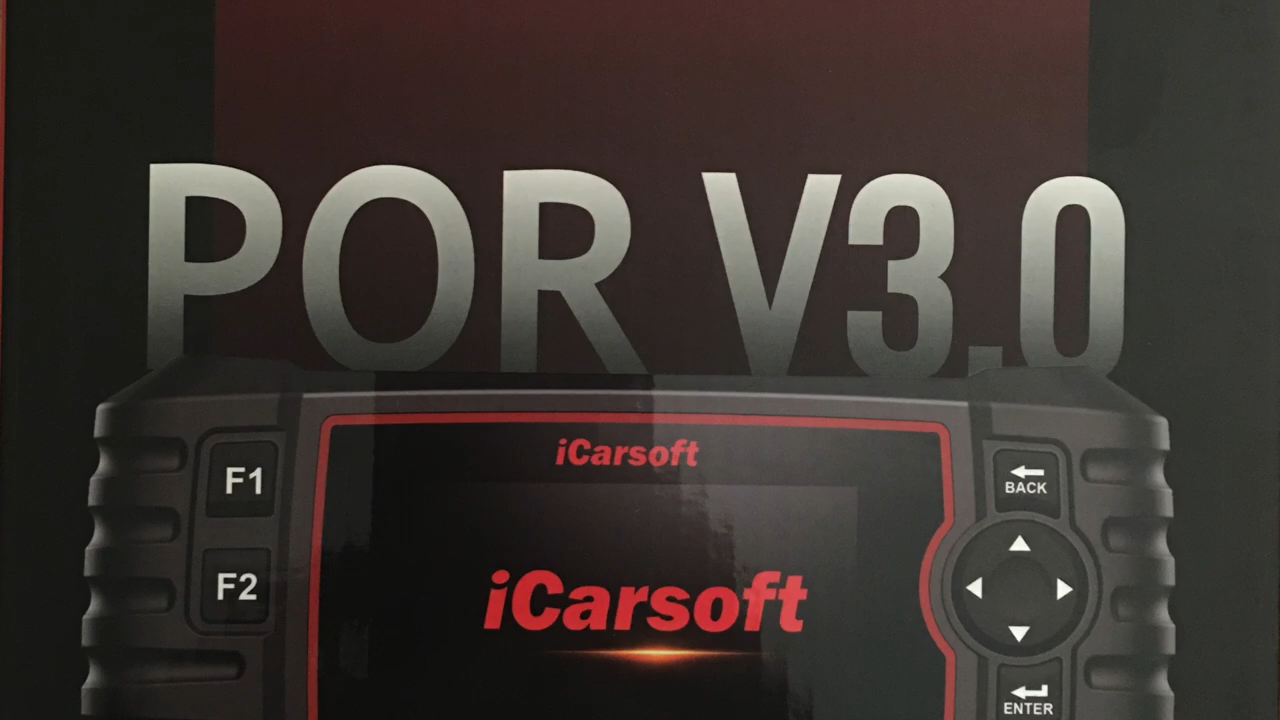 POR V3.0
iCarsoft
F1
BACK
F2
iCarsoft
ENTER